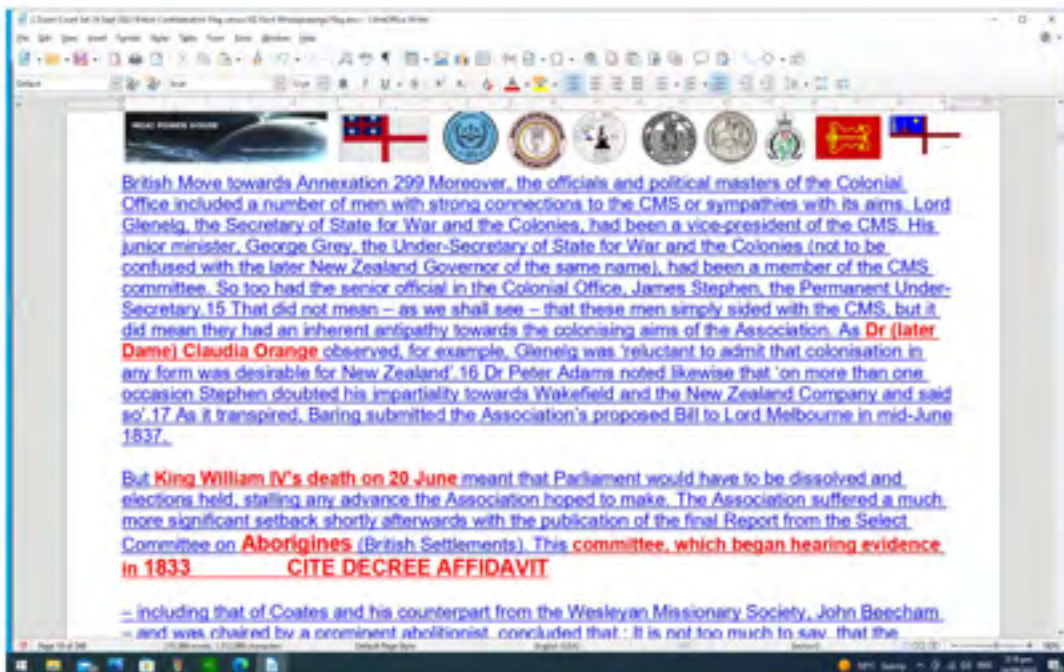 File Edit View Insert Format Styles Table Form Tools Window Help
MOAI POWER HOUSE
British Move towards Annexation 299 Moreover, the officials and political masters of the Colonial
Office included a number of men with strong connections to the CMS or sympathies with its aims. Lord
Glenelg, the Secretary of State for War and the Colonies, had been a vice-president of the CMS. His
junior minister, George Grey, the Under-Secretary of State for War and the Colonies (not to be
confused with the later New Zealand Governor of the same name), had been a member of the CMS
committee. So too had the senior official in the Colonial Office, James Stephen, the Permanent Under-
Secretary.15 That did not mean – as we shall see – that these men simply sided with the CMS, but it
did mean they had an inherent antipathy towards the colonising aims of the Association. As Dr (later
Dame) Claudia Orange observed, for example, Glenelg was 'reluctant to admit that colonisation in
any form was desirable for New Zealand'.16 Dr Peter Adams noted likewise that 'on more than one
occasion Stephen doubted his impartiality towards Wakefield and the New Zealand Company and said
so'.17 As it transpired, Baring submitted the Association's proposed Bill to Lord Melbourne in mid-June
1837.
But King William IV's death on 20 June meant that Parliament would have to be dissolved and
elections held, stalling any advance the Association hoped to make. The Association suffered a much
more significant setback shortly afterwards with the publication of the final Report from the Select
Committee on Aborigines (British Settlements). This committee, which began hearing evidence
in 1833 CITE DECREE AFFIDAVIT
– including that of Coates and his counterpart from the Wesleyan Missionary Society, John Beecham
– and was chaired by a prominent abolitionist, concluded that : It is not too much to say, that the